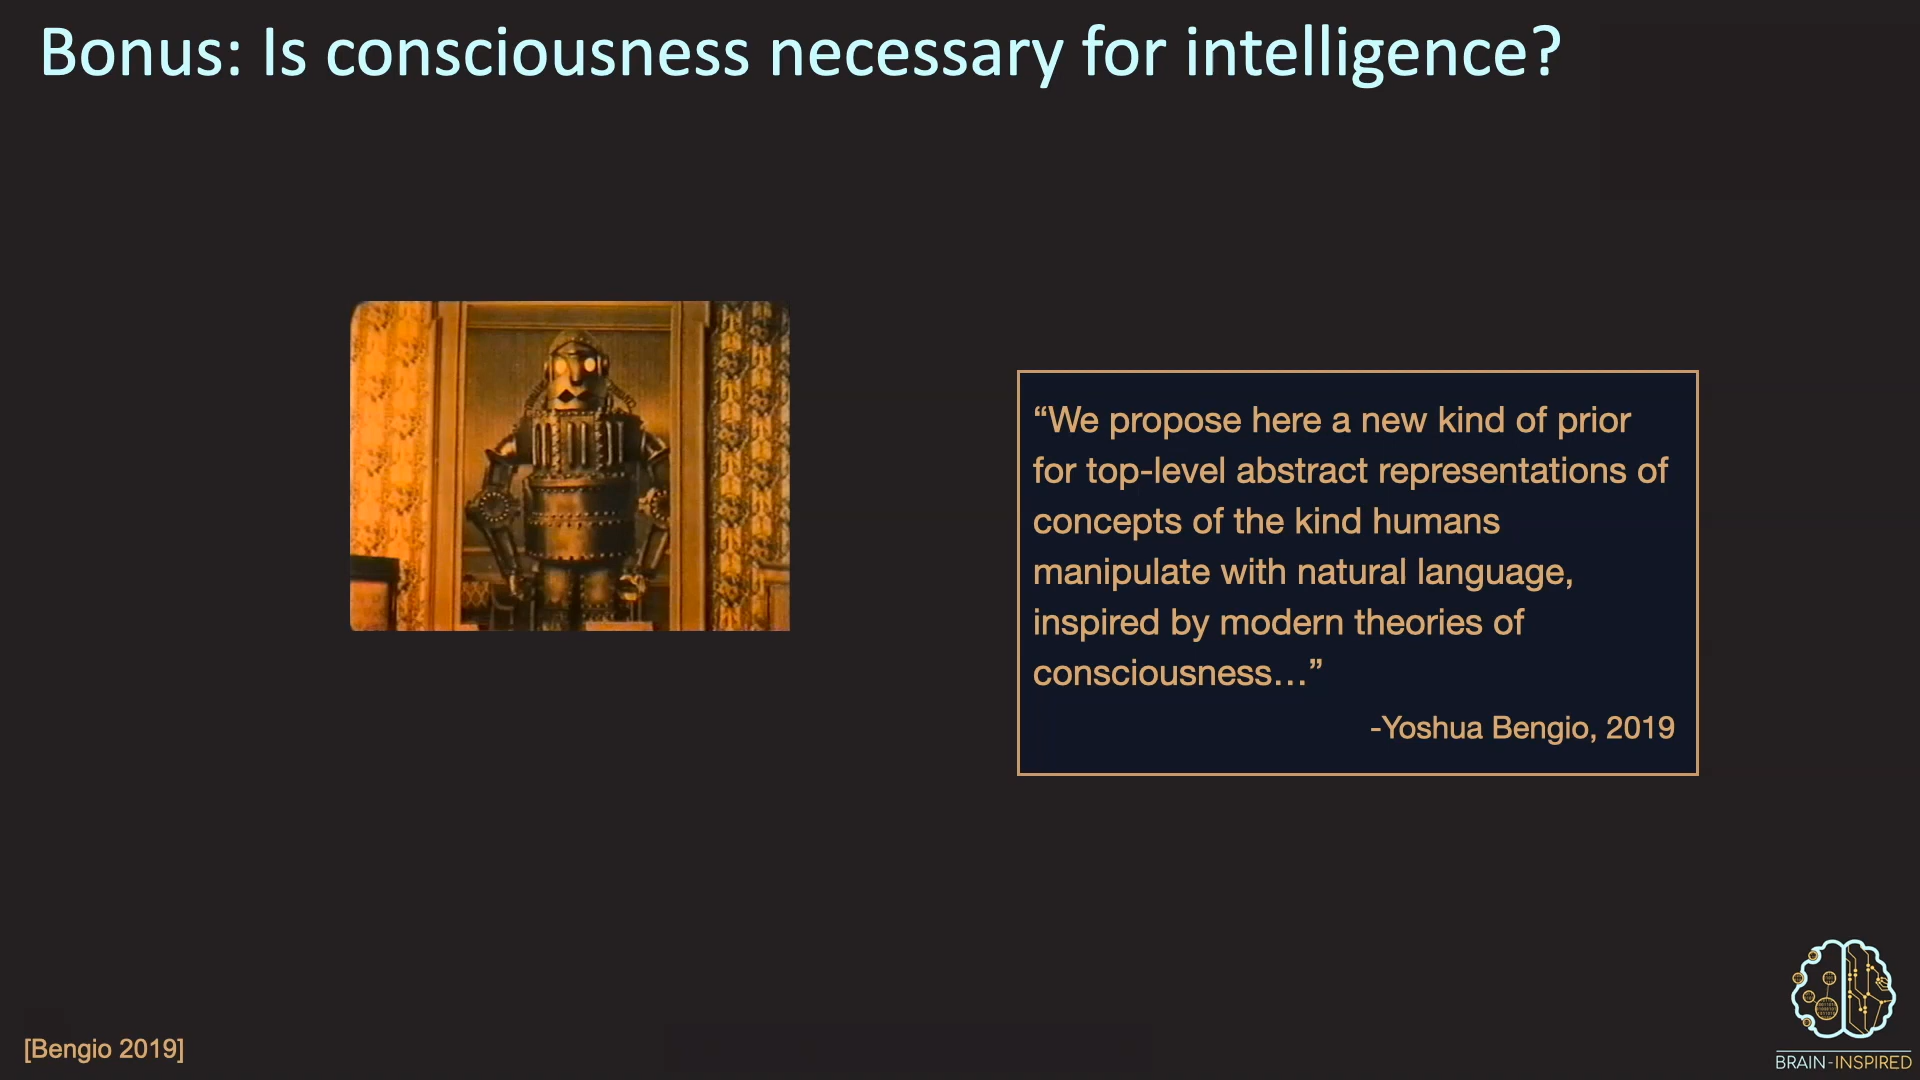 Bonus: Is consciousness necessary for intelligence?
“We propose here a new kind of prior
for top-level abstract representations of
concepts of the kind humans
manipulate with natural language,
inspired by modern theories of
consciousness…”
-Yoshua Bengio, 2019
[Bengio 2019]
BRAIN-INSPIRED